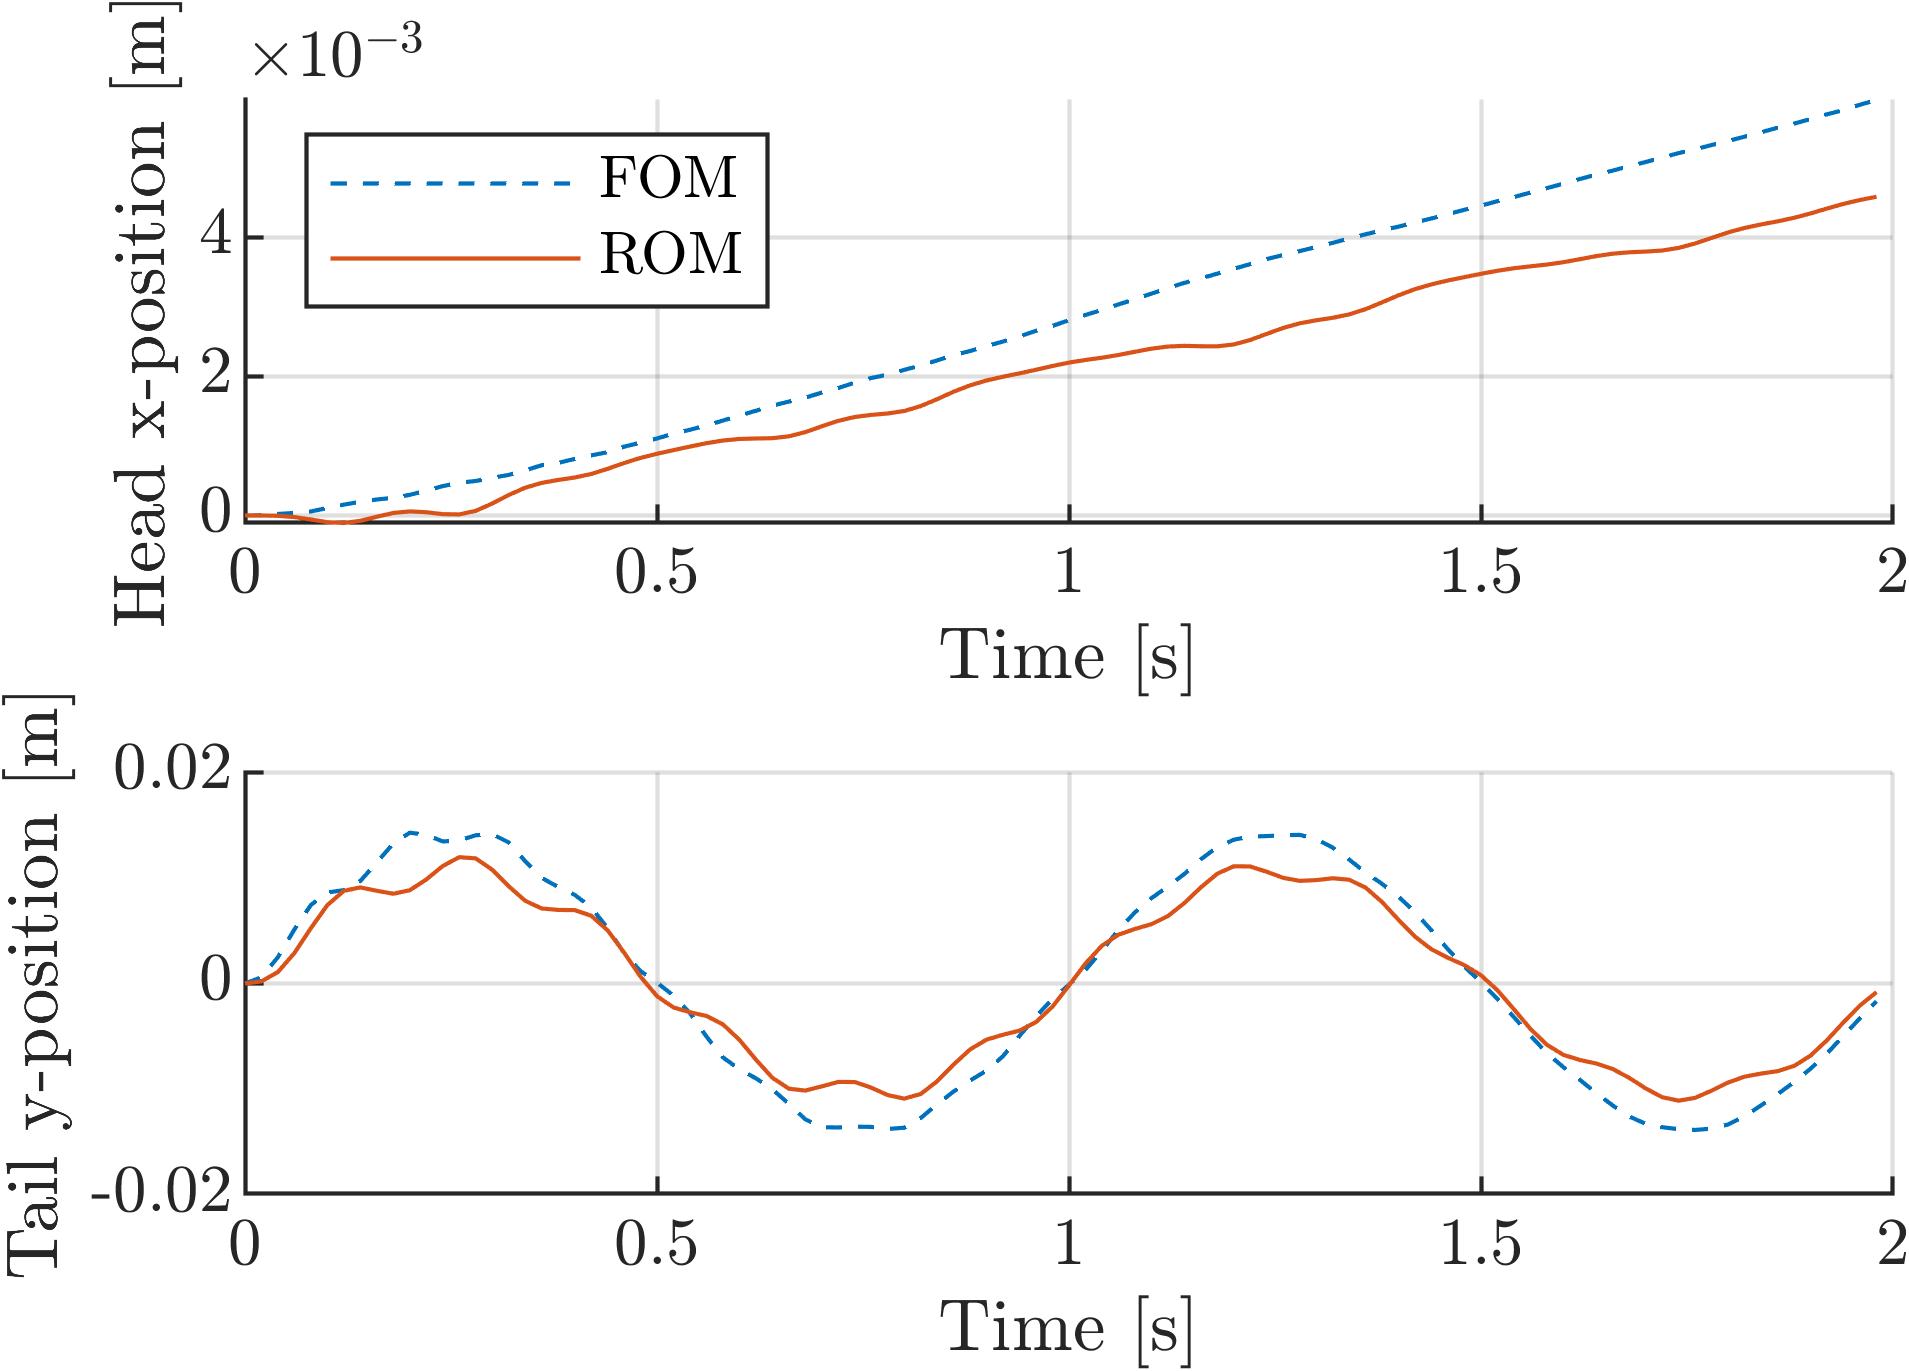 ×10⁻³
Head x-position [m]
FOM
ROM
4
2
0
0 0.5 1 1.5 2
Time [s]
Tail y-position [m]
0.02
0
-0.02
0 0.5 1 1.5 2
Time [s]